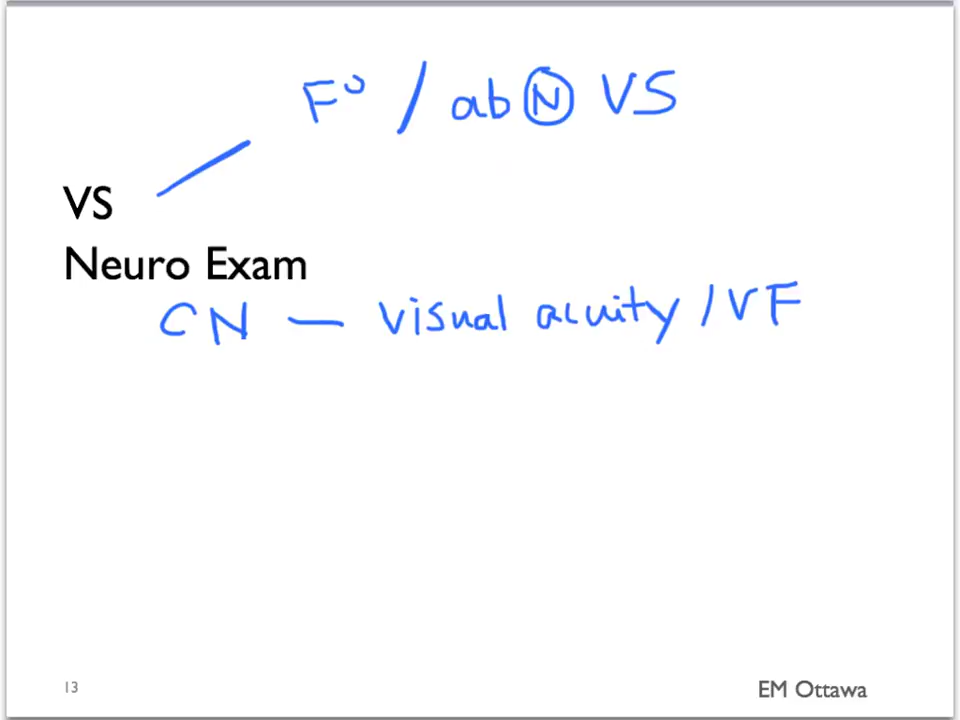 F° / ab(N) VS
VS
Neuro Exam
CN — visual acuity / VF
13
EM Ottawa